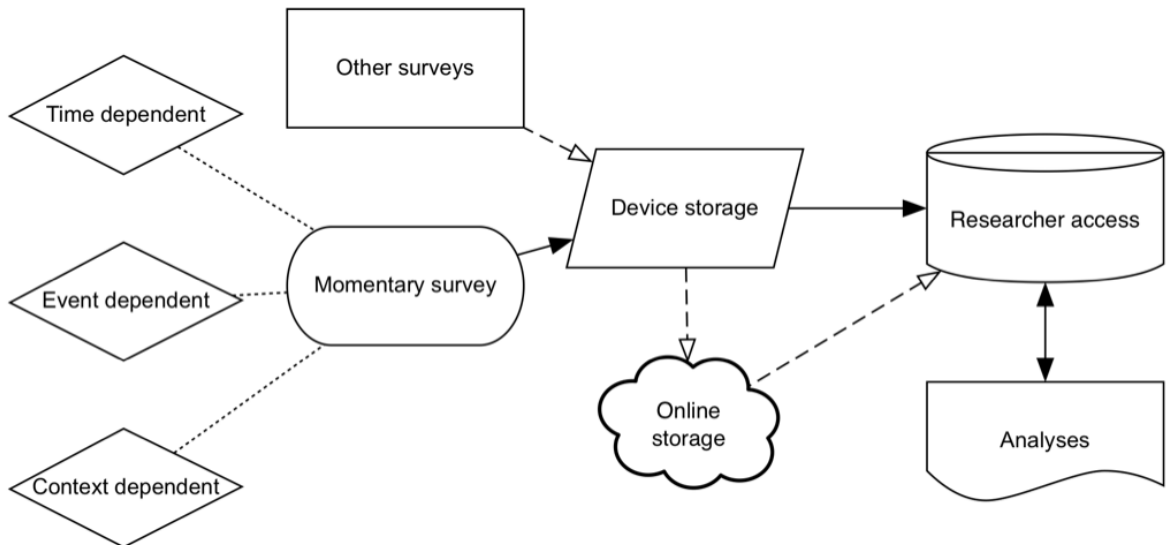 Other surveys
Time dependent
Device storage
Researcher access
Momentary survey
Event dependent
Online
storage
Analyses
Context dependent